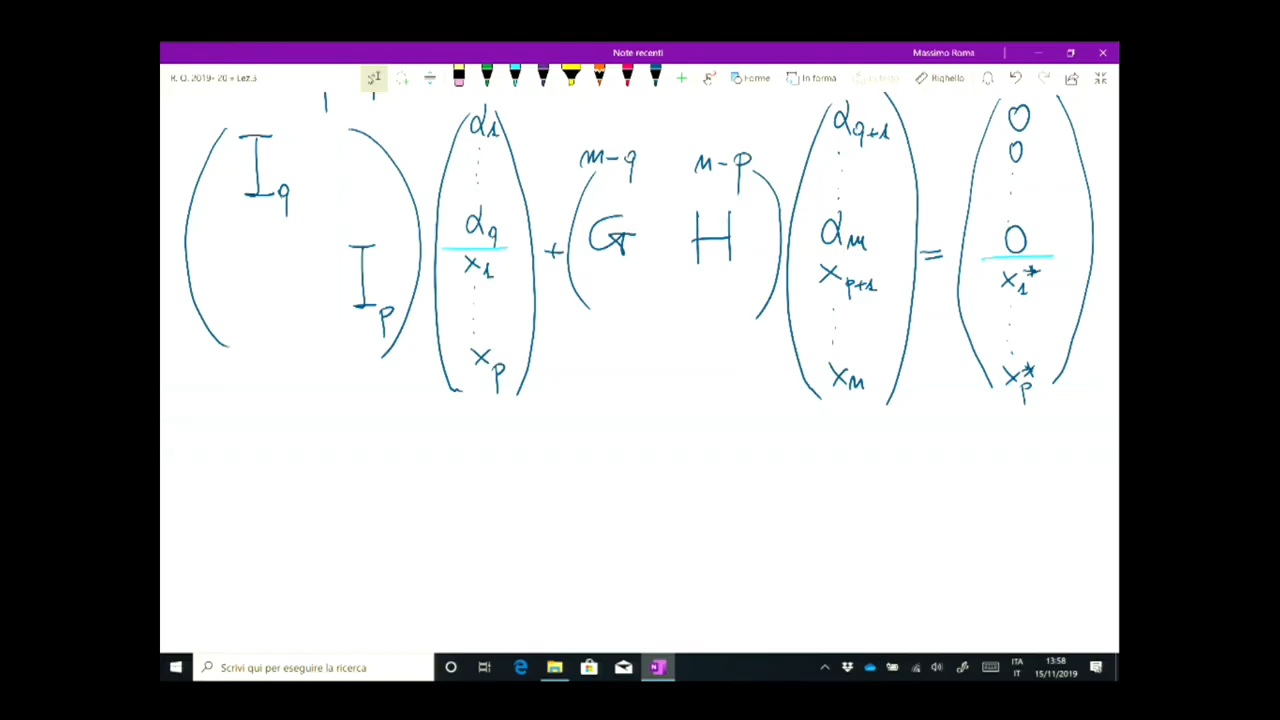 Note recenti
Massimo Roma
R. O. 2019- 20 » Lez.3
Forme
In forma
Righello
I_q
I_p
α_1
α_q
x_1
x_p
+
m-q
n-p
G H
α_{q+1}
α_m
x_{p+1}
x_n
=
0
0
0
x_1^*
x_p^*
Scrivi qui per eseguire la ricerca
ITA
IT
13:58
15/11/2019